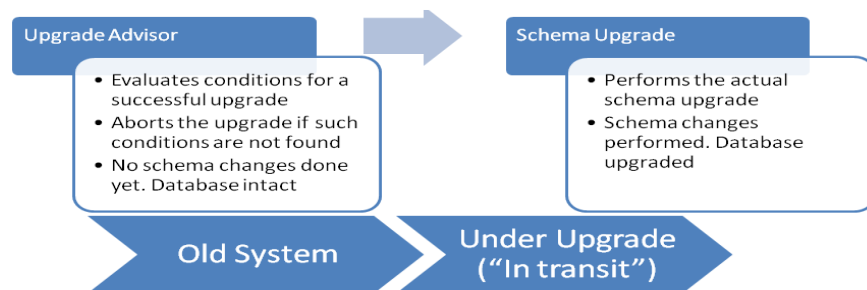 Upgrade Advisor
• Evaluates conditions for a
successful upgrade
• Aborts the upgrade if such
conditions are not found
• No schema changes done
yet. Database intact
Schema Upgrade
• Performs the actual
schema upgrade
• Schema changes
performed. Database
upgraded
Old System
Under Upgrade
(“In transit”)